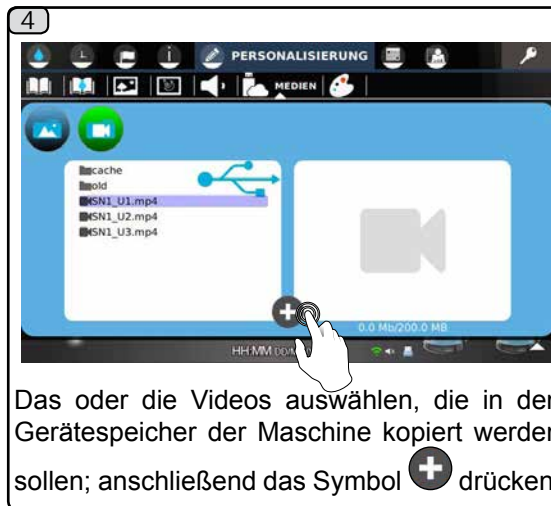 4
PERSONALISIERUNG
MEDIEN
cache
old
SN1_U1.mp4
SN1_U2.mp4
SN1_U3.mp4
0.0 Mb/200.0 MB
HH:MM
Das oder die Videos auswählen, die in der
Gerätespeicher der Maschine kopiert werden
sollen; anschließend das Symbol drücken